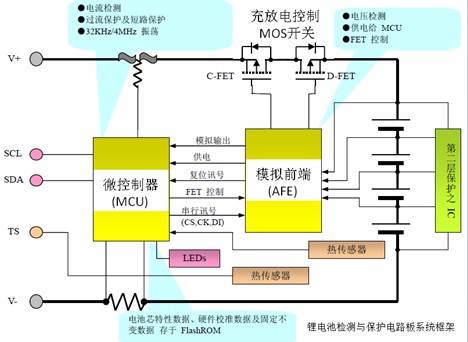 ●电流检测
●过流保护及短路保护
●32KHz/4MHz 振荡
充放电控制
MOS开关
●电压检测
●供电给 MCU
●FET 控制
V+
C-FET
D-FET
SCL
SDA
TS
V-
微控制器
(MCU)
模拟输出
供电
复位讯号
FET 控制
串行讯号
(CS,CK,DI)
模拟前端
(AFE)
第二层保护之IC
LEDs
热传感器
热传感器
电池芯特性数据、硬件校准数据及固定不
变数据 存于 FlashROM
锂电池检测与保护电路板系统框架